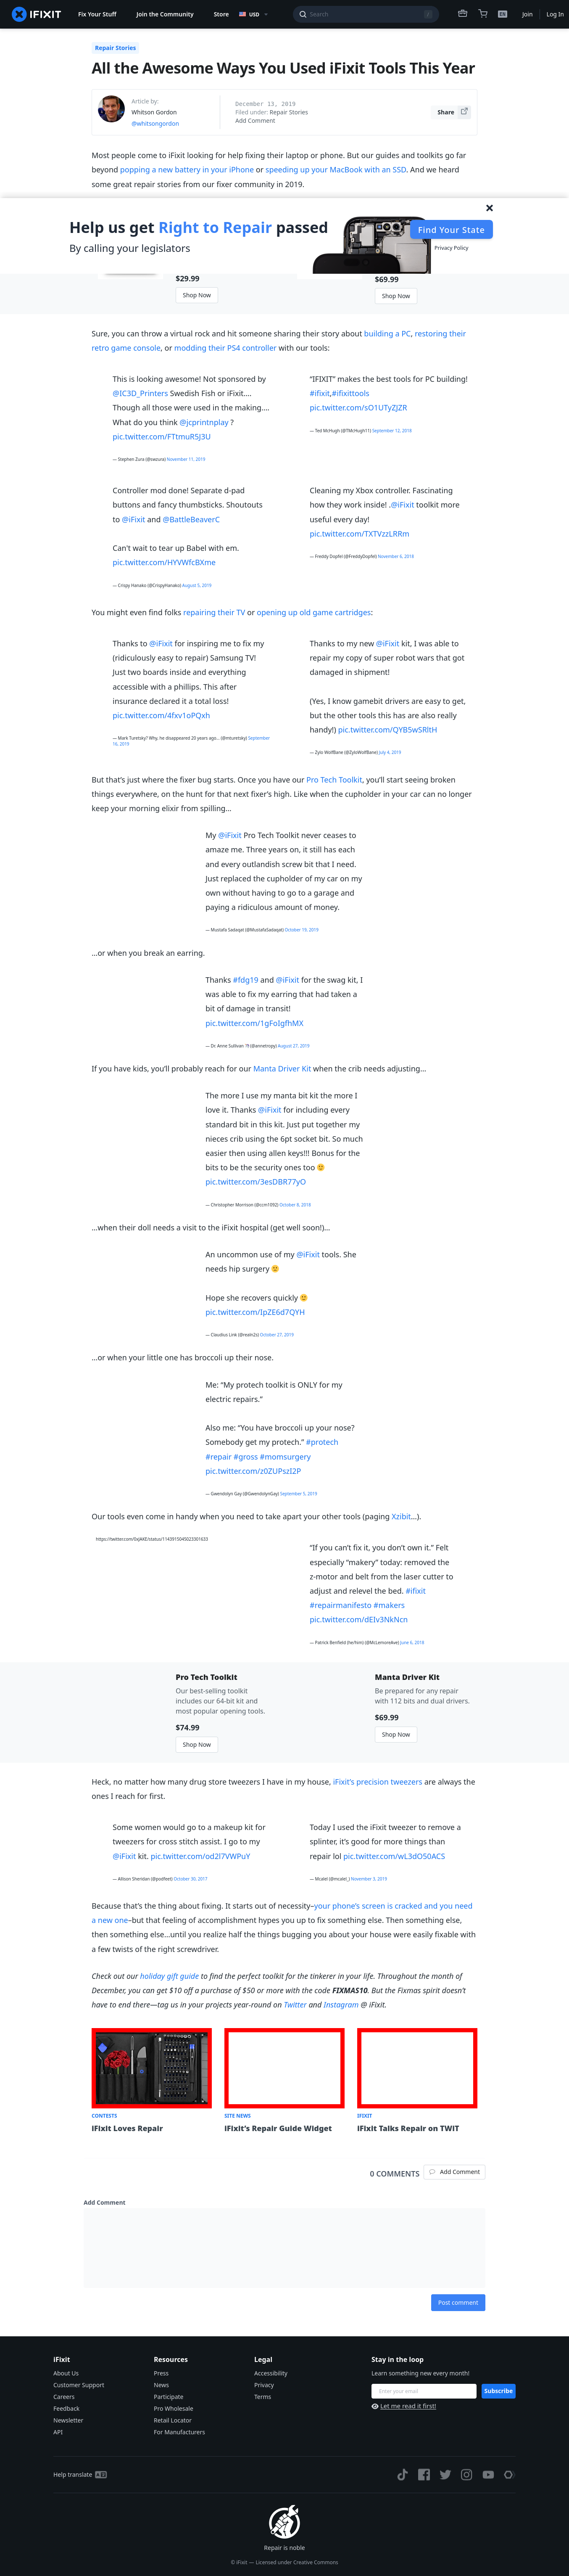 IFIXIT
Fix Your Stuff
Join the Community
Store
USD
Search
/
EN
Join
Log In
Repair Stories
All the Awesome Ways You Used iFixit Tools This Year
Article by:
Whitson Gordon
@whitsongordon
December 13, 2019
Filed under: Repair Stories
Add Comment
Share
Most people come to iFixit looking for help fixing their laptop or phone. But our guides and toolkits go far
beyond popping a new battery in your iPhone or speeding up your MacBook with an SSD. And we heard
some great repair stories from our fixer community in 2019.
Help us get Right to Repair passed
By calling your legislators
Find Your State
Privacy Policy
$29.99
Shop Now
$69.99
Shop Now
Sure, you can throw a virtual rock and hit someone sharing their story about building a PC, restoring their
retro game console, or modding their PS4 controller with our tools:
This is looking awesome! Not sponsored by
@IC3D_Printers Swedish Fish or iFixit….
Though all those were used in the making….
What do you think @jcprintnplay ?
pic.twitter.com/FTtmuR5J3U
— Stephen Zura (@swzura) November 11, 2019
“IFIXIT” makes the best tools for PC building!
#ifixit,#ifixittools
pic.twitter.com/sO1UTyZJZR
— Ted McHugh (@TMcHugh11) September 12, 2018
Controller mod done! Separate d-pad
buttons and fancy thumbsticks. Shoutouts
to @iFixit and @BattleBeaverC
Can't wait to tear up Babel with em.
pic.twitter.com/HYVWfcBXme
— Crispy Hanako (@CrispyHanako) August 5, 2019
Cleaning my Xbox controller. Fascinating
how they work inside! .@iFixit toolkit more
useful every day!
pic.twitter.com/TXTVzzLRRm
— Freddy Dopfel (@FreddyDopfel) November 6, 2018
You might even find folks repairing their TV or opening up old game cartridges:
Thanks to @iFixit for inspiring me to fix my
(ridiculously easy to repair) Samsung TV!
Just two boards inside and everything
accessible with a phillips. This after
insurance declared it a total loss!
pic.twitter.com/4fxv1oPQxh
— Mark Turetsky? Why, he disappeared 20 years ago… (@mturetsky) September
16, 2019
Thanks to my new @iFixit kit, I was able to
repair my copy of super robot wars that got
damaged in shipment!
(Yes, I know gamebit drivers are easy to get,
but the other tools this has are also really
handy!) pic.twitter.com/QYB5wSRltH
— Zylo WolfBane (@ZyloWolfBane) July 4, 2019
But that’s just where the fixer bug starts. Once you have our Pro Tech Toolkit, you’ll start seeing broken
things everywhere, on the hunt for that next fixer’s high. Like when the cupholder in your car can no longer
keep your morning elixir from spilling…
My @iFixit Pro Tech Toolkit never ceases to
amaze me. Three years on, it still has each
and every outlandish screw bit that I need.
Just replaced the cupholder of my car on my
own without having to go to a garage and
paying a ridiculous amount of money.
— Mustafa Sadaqat (@MustafaSadaqat) October 19, 2019
…or when you break an earring.
Thanks #fdg19 and @iFixit for the swag kit, I
was able to fix my earring that had taken a
bit of damage in transit!
pic.twitter.com/1gFoIgfhMX
— Dr. Anne Sullivan (@annetropy) August 27, 2019
If you have kids, you’ll probably reach for our Manta Driver Kit when the crib needs adjusting…
The more I use my manta bit kit the more I
love it. Thanks @iFixit for including every
standard bit in this kit. Just put together my
nieces crib using the 6pt socket bit. So much
easier then using allen keys!!! Bonus for the
bits to be the security ones too
pic.twitter.com/3esDBR77yO
— Christopher Morrison (@ccm1092) October 8, 2018
…when their doll needs a visit to the iFixit hospital (get well soon!)…
An uncommon use of my @iFixit tools. She
needs hip surgery
Hope she recovers quickly
pic.twitter.com/IpZE6d7QYH
— Claudius Link (@realn2s) October 27, 2019
…or when your little one has broccoli up their nose.
Me: “My protech toolkit is ONLY for my
electric repairs.”
Also me: “You have broccoli up your nose?
Somebody get my protech.” #protech
#repair #gross #momsurgery
pic.twitter.com/z0ZUPszI2P
— Gwendolyn Gay (@GwendolynGay) September 5, 2019
Our tools even come in handy when you need to take apart your other tools (paging Xzibit…).
https://twitter.com/0xJAKE/status/1143915045023301633
“If you can’t fix it, you don’t own it.” Felt
especially “makery” today: removed the
z-motor and belt from the laser cutter to
adjust and relevel the bed. #ifixit
#repairmanifesto #makers
pic.twitter.com/dEIv3NkNcn
— Patrick Benfield (he/him) (@McLemoreAve) June 6, 2018
Pro Tech Toolkit
Our best-selling toolkit
includes our 64-bit kit and
most popular opening tools.
$74.99
Shop Now
Manta Driver Kit
Be prepared for any repair
with 112 bits and dual drivers.
$69.99
Shop Now
Heck, no matter how many drug store tweezers I have in my house, iFixit’s precision tweezers are always the
ones I reach for first.
Some women would go to a makeup kit for
tweezers for cross stitch assist. I go to my
@iFixit kit. pic.twitter.com/od2l7VWPuY
— Allison Sheridan (@podfeet) October 30, 2017
Today I used the iFixit tweezer to remove a
splinter, it’s good for more things than
repair lol pic.twitter.com/wL3dO50ACS
— Mcalel (@mcalel_) November 3, 2019
Because that’s the thing about fixing. It starts out of necessity–your phone’s screen is cracked and you need
a new one–but that feeling of accomplishment hypes you up to fix something else. Then something else,
then something else…until you realize half the things bugging you about your house were easily fixable with
a few twists of the right screwdriver.
Check out our holiday gift guide to find the perfect toolkit for the tinkerer in your life. Throughout the month of
December, you can get $10 off a purchase of $50 or more with the code FIXMAS10. But the Fixmas spirit doesn’t
have to end there—tag us in your projects year-round on Twitter and Instagram @ iFixit.
CONTESTS
iFixit Loves Repair
SITE NEWS
iFixit’s Repair Guide Widget
IFIXIT
iFixit Talks Repair on TWiT
0 COMMENTS
Add Comment
Add Comment
Post comment
iFixit
About Us
Customer Support
Careers
Feedback
Newsletter
API
Resources
Press
News
Participate
Pro Wholesale
Retail Locator
For Manufacturers
Legal
Accessibility
Privacy
Terms
Stay in the loop
Learn something new every month!
Enter your email
Subscribe
Let me read it first!
Help translate
Repair is noble
© iFixit — Licensed under Creative Commons